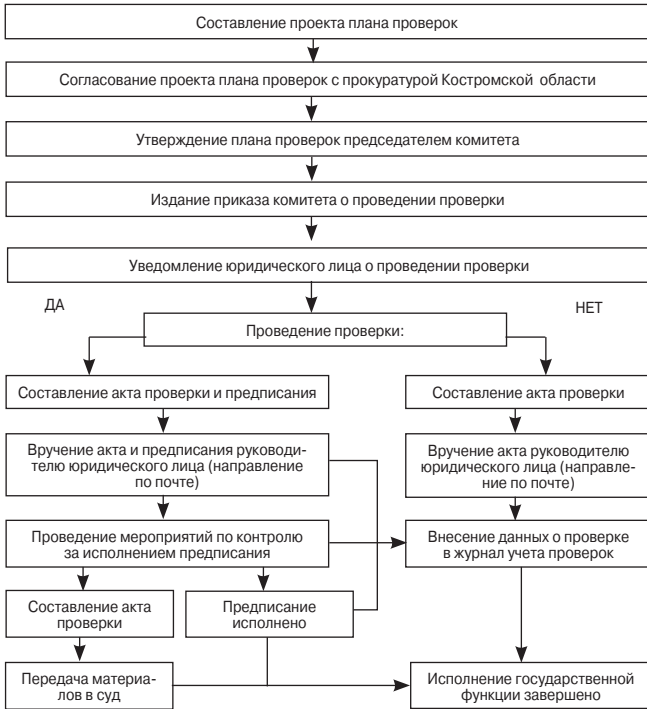 Составление проекта плана проверок
Согласование проекта плана проверок с прокуратурой Костромской области
Утверждение плана проверок председателем комитета
Издание приказа комитета о проведении проверки
Уведомление юридического лица о проведении проверки
ДА
НЕТ
Проведение проверки:
Составление акта проверки и предписания
Составление акта проверки
Вручение акта и предписания руководи-
телю юридического лица (направление
по почте)
Вручение акта руководителю
юридического лица (направле-
ние по почте)
Проведение мероприятий по контролю
за исполнением предписания
Внесение данных о проверке
в журнал учета проверок
Составление акта
проверки
Предписание
исполнено
Передача материа-
лов в суд
Исполнение государственной
функции завершено